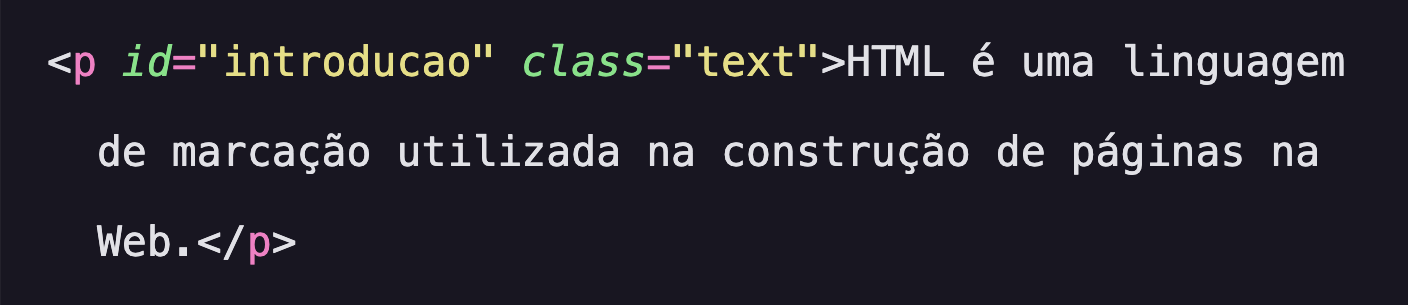 <p id="introducao" class="text">HTML é uma linguagem
de marcação utilizada na construção de páginas na
Web.</p>